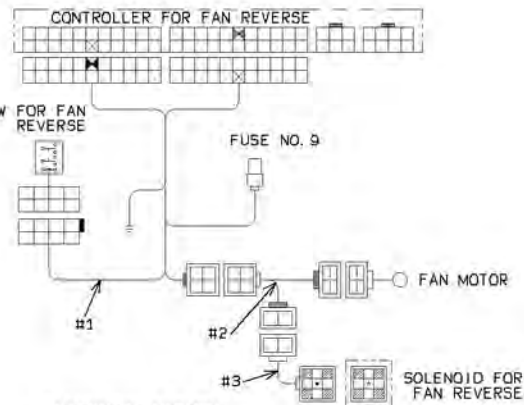 CONTROLLER FOR FAN REVERSE
FOR FAN
REVERSE
FUSE NO. 9
FAN MOTOR
#1
#2
#3
SOLENOID FOR
FAN REVERSE